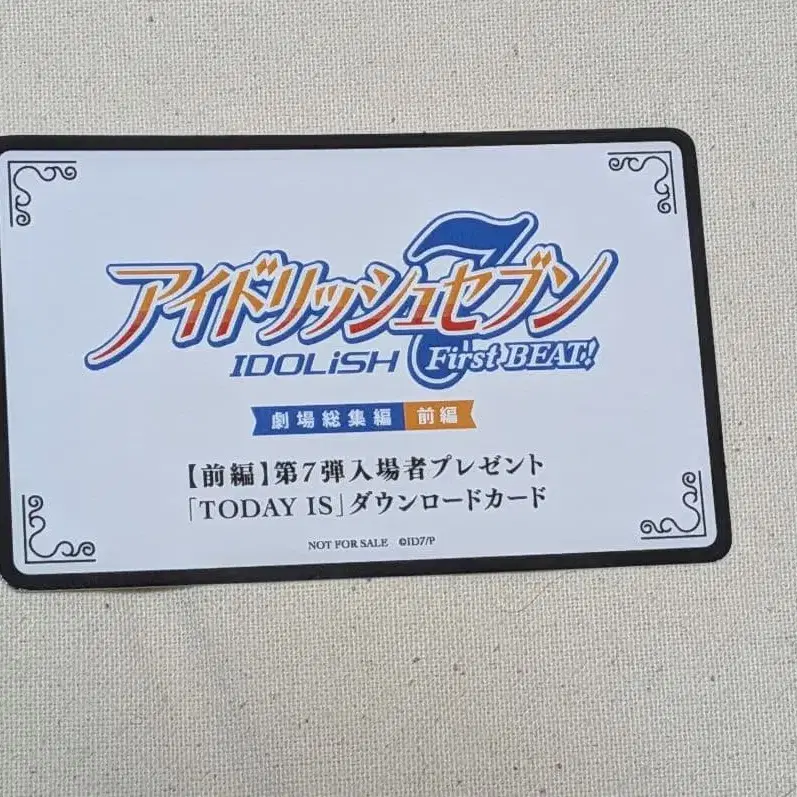 アイドリッシュセブン
IDOLiSH 7 First BEAT!
劇場総集編 前編
【前編】第7弾入場者プレゼント
「TODAY IS」ダウンロードカード
NOT FOR SALE ©ID7/P